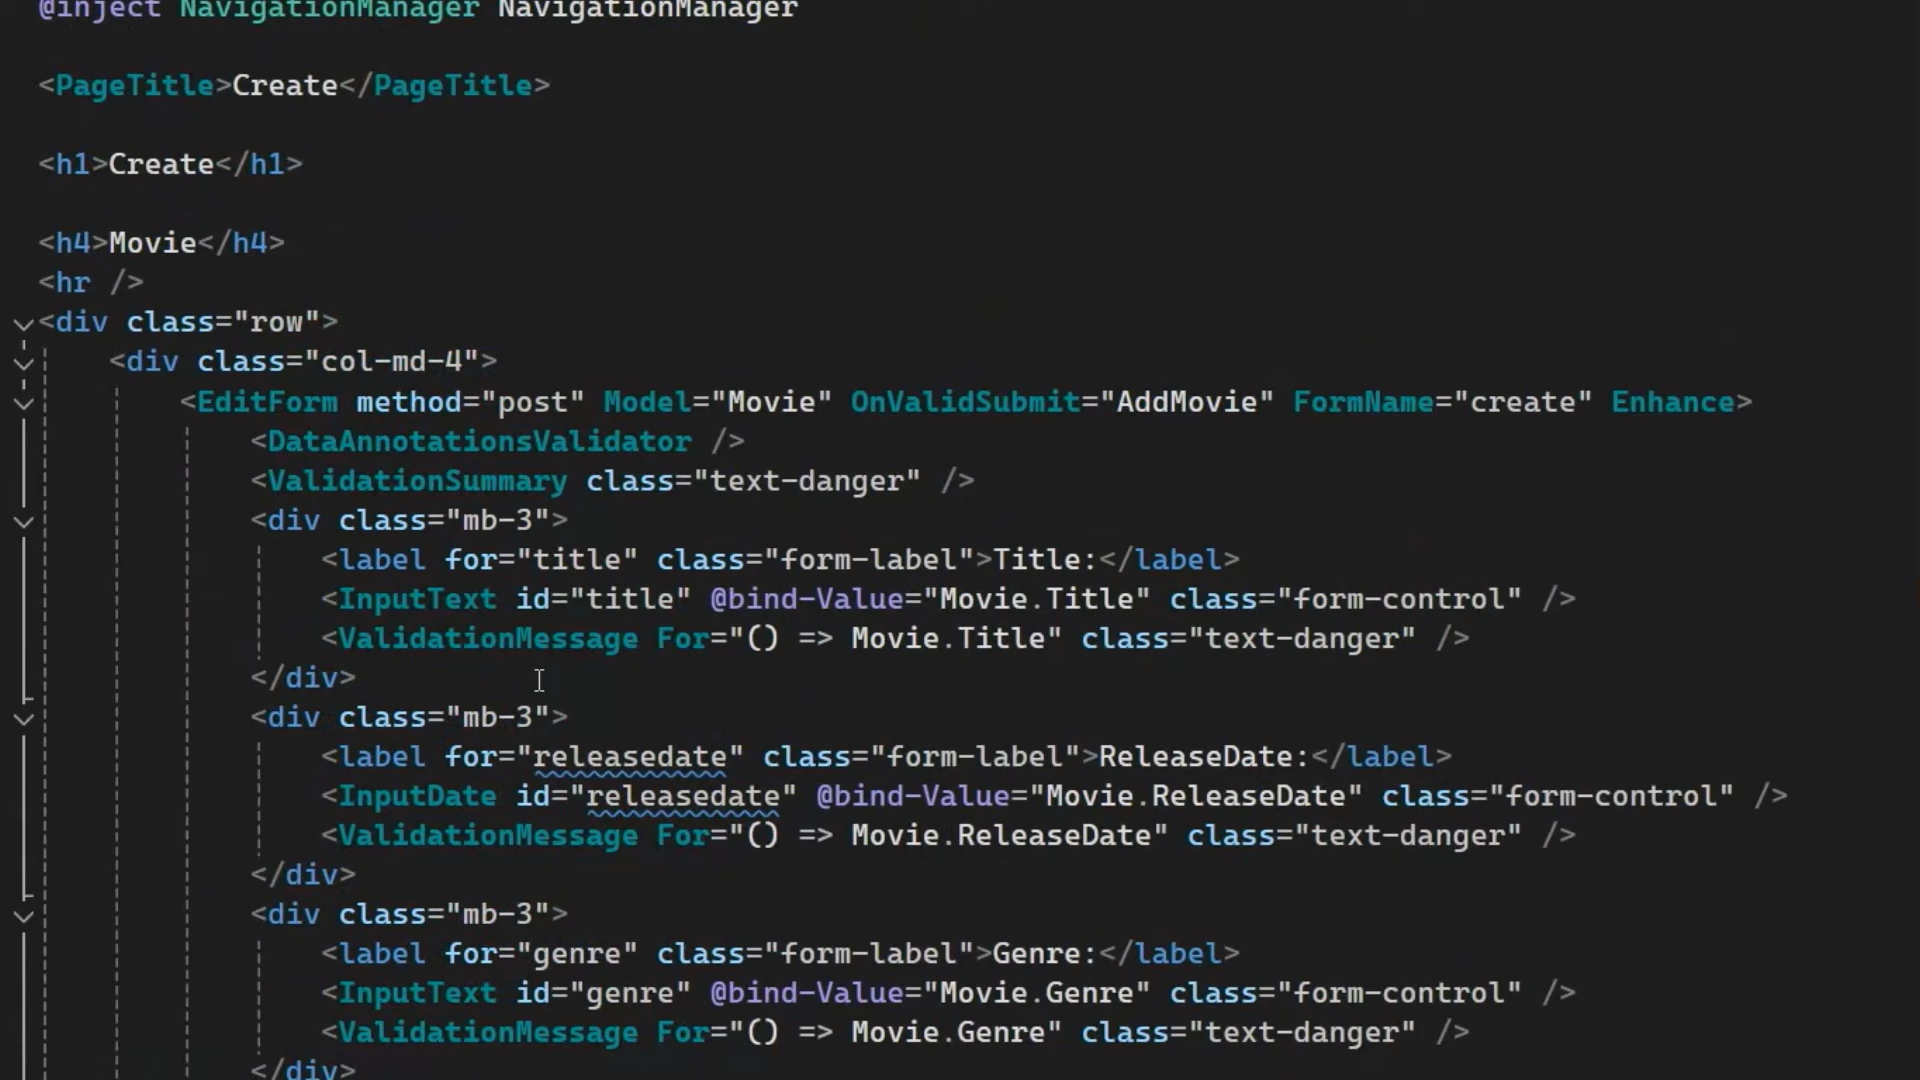 @inject NavigationManager NavigationManager
<PageTitle>Create</PageTitle>
<h1>Create</h1>
<h4>Movie</h4>
<hr />
<div class="row">
<div class="col-md-4">
<EditForm method="post" Model="Movie" OnValidSubmit="AddMovie" FormName="create" Enhance>
<DataAnnotationsValidator />
<ValidationSummary class="text-danger" />
<div class="mb-3">
<label for="title" class="form-label">Title:</label>
<InputText id="title" @bind-Value="Movie.Title" class="form-control" />
<ValidationMessage For="() => Movie.Title" class="text-danger" />
</div>
<div class="mb-3">
<label for="releasedate" class="form-label">ReleaseDate:</label>
<InputDate id="releasedate" @bind-Value="Movie.ReleaseDate" class="form-control" />
<ValidationMessage For="() => Movie.ReleaseDate" class="text-danger" />
</div>
<div class="mb-3">
<label for="genre" class="form-label">Genre:</label>
<InputText id="genre" @bind-Value="Movie.Genre" class="form-control" />
<ValidationMessage For="() => Movie.Genre" class="text-danger" />
</div>